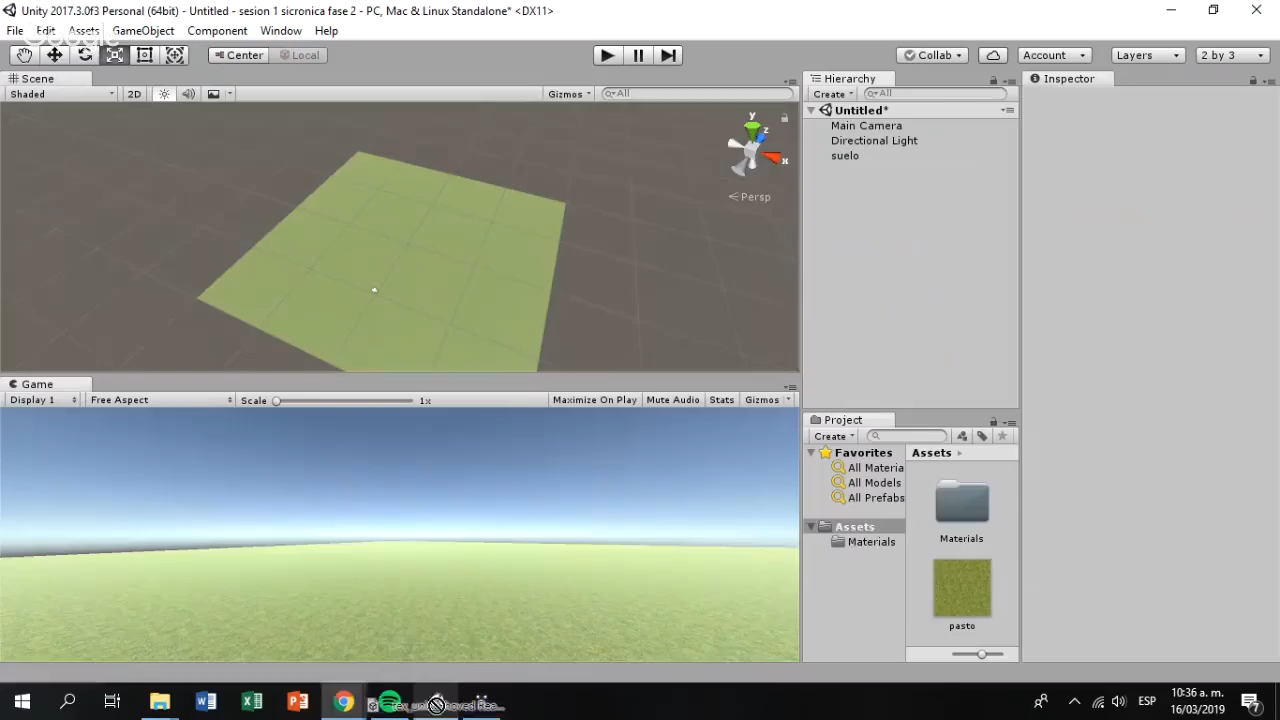 Unity 2017.3.0f3 Personal (64bit) - Untitled - sesion 1 sicronica fase 2 - PC, Mac & Linux Standalone* <DX11>
File Edit Assets GameObject Component Window Help
Google
Center Local
Collab Account Layers 2 by 3
Scene
Shaded 2D Gizmos All
y
z
x
Persp
Game
Display 1 Free Aspect Scale 1x Maximize On Play Mute Audio Stats Gizmos
Hierarchy
Create All
Untitled*
Main Camera
Directional Light
suelo
Project
Create
Favorites
All Materia
All Models
All Prefabs
Assets
Materials
Assets
Materials
pasto
Inspector
ESP
10:36 a. m.
16/03/2019
7